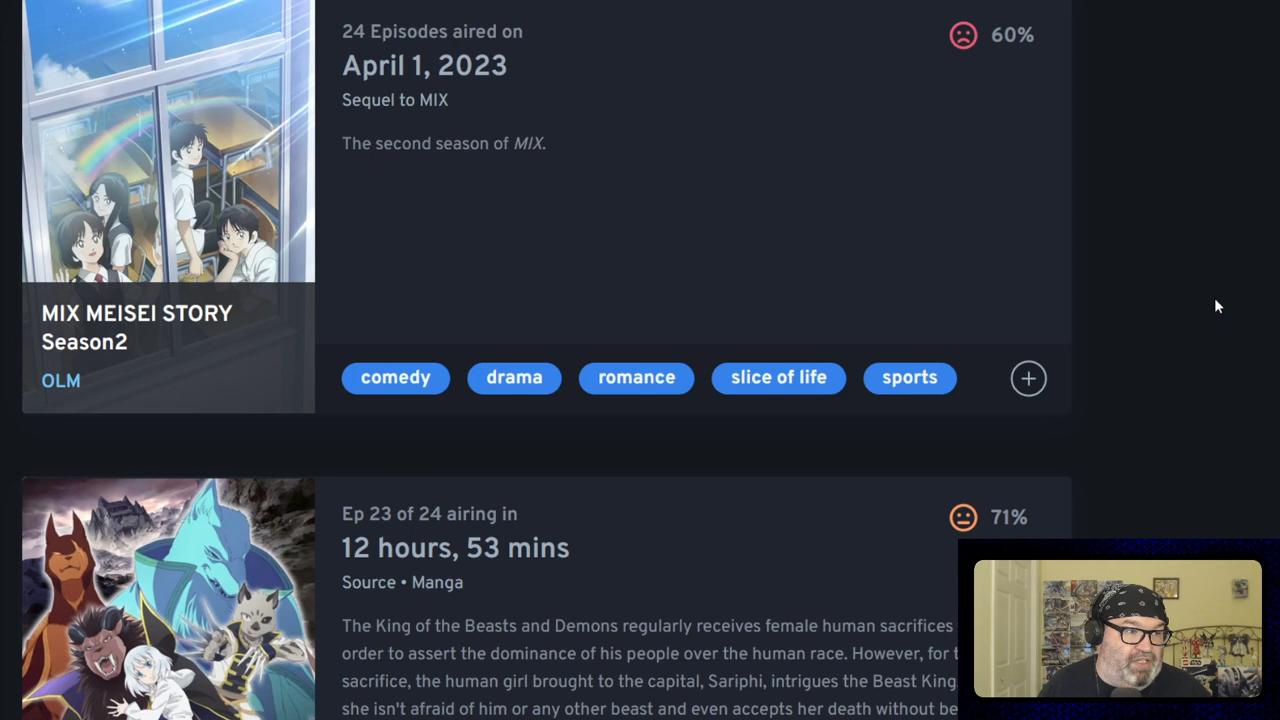 24 Episodes aired on
60%
April 1, 2023
Sequel to MIX
The second season of MIX.
MIX MEISEI STORY
Season2
OLM
comedy
drama
romance
slice of life
sports
Ep 23 of 24 airing in
71%
12 hours, 53 mins
Source • Manga
The King of the Beasts and Demons regularly receives female human sacrifices
order to assert the dominance of his people over the human race. However, for
sacrifice, the human girl brought to the capital, Sariphi, intrigues the Beast King.
she isn't afraid of him or any other beast and even accepts her death without